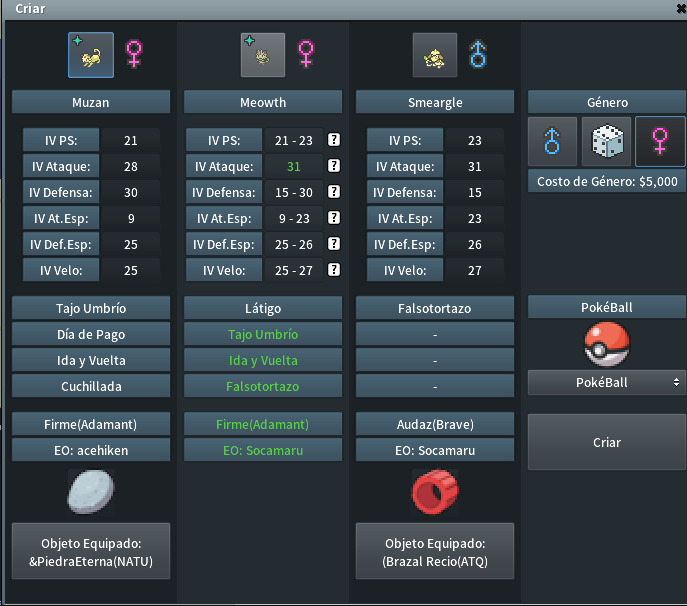 Criar
Muzan
Meowth
Smeargle
Género
IV PS: 21
IV Ataque: 28
IV Defensa: 30
IV At.Esp: 9
IV Def.Esp: 25
IV Velo: 25
IV PS: 21 - 23 ?
IV Ataque: 31 ?
IV Defensa: 15 - 30 ?
IV At.Esp: 9 - 23 ?
IV Def.Esp: 25 - 26 ?
IV Velo: 25 - 27 ?
IV PS: 23
IV Ataque: 31
IV Defensa: 15
IV At.Esp: 23
IV Def.Esp: 26
IV Velo: 27
Costo de Género: $5,000
Tajo Umbrío
Día de Pago
Ida y Vuelta
Cuchillada
Látigo
Tajo Umbrío
Ida y Vuelta
Falsotortazo
Falsotortazo
-
-
-
PokéBall
PokéBall
Firme(Adamant)
EO: acehiken
Firme(Adamant)
EO: Socamaru
Audaz(Brave)
EO: Socamaru
Criar
Objeto Equipado:
&PiedraEterna(NATU)
Objeto Equipado:
(Brazal Recio(ATQ)